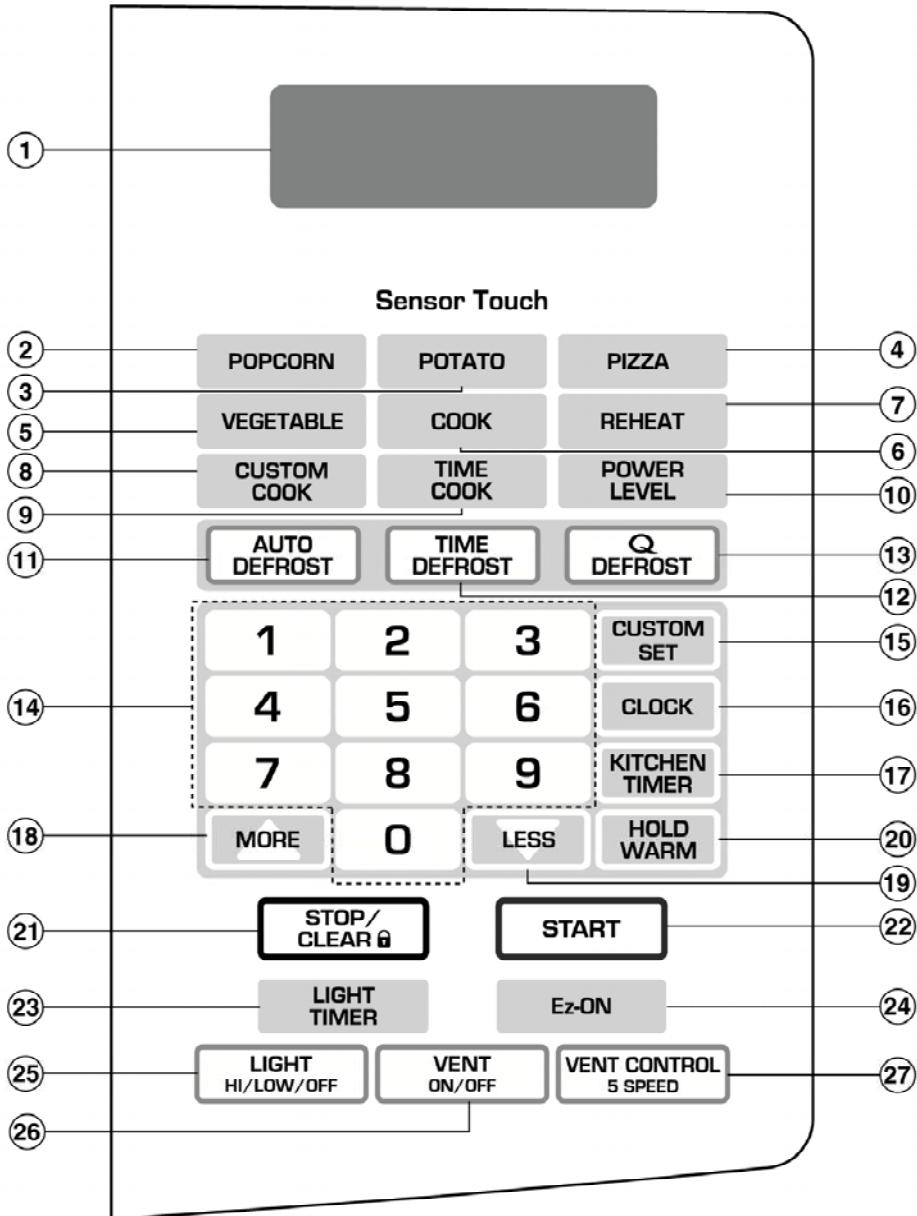 1
Sensor Touch
2 POPCORN POTATO PIZZA 4
3
5 VEGETABLE COOK REHEAT 7
6
8 CUSTOM COOK TIME COOK POWER LEVEL 10
9
11 AUTO DEFROST TIME DEFROST Q DEFROST 13
12
1 2 3 CUSTOM SET 15
14 4 5 6 CLOCK 16
7 8 9 KITCHEN TIMER 17
18 MORE 0 LESS HOLD WARM 20
19
21 STOP/ CLEAR START 22
23 LIGHT TIMER Ez-ON 24
25 LIGHT HI/LOW/OFF VENT ON/OFF VENT CONTROL 5 SPEED 27
26